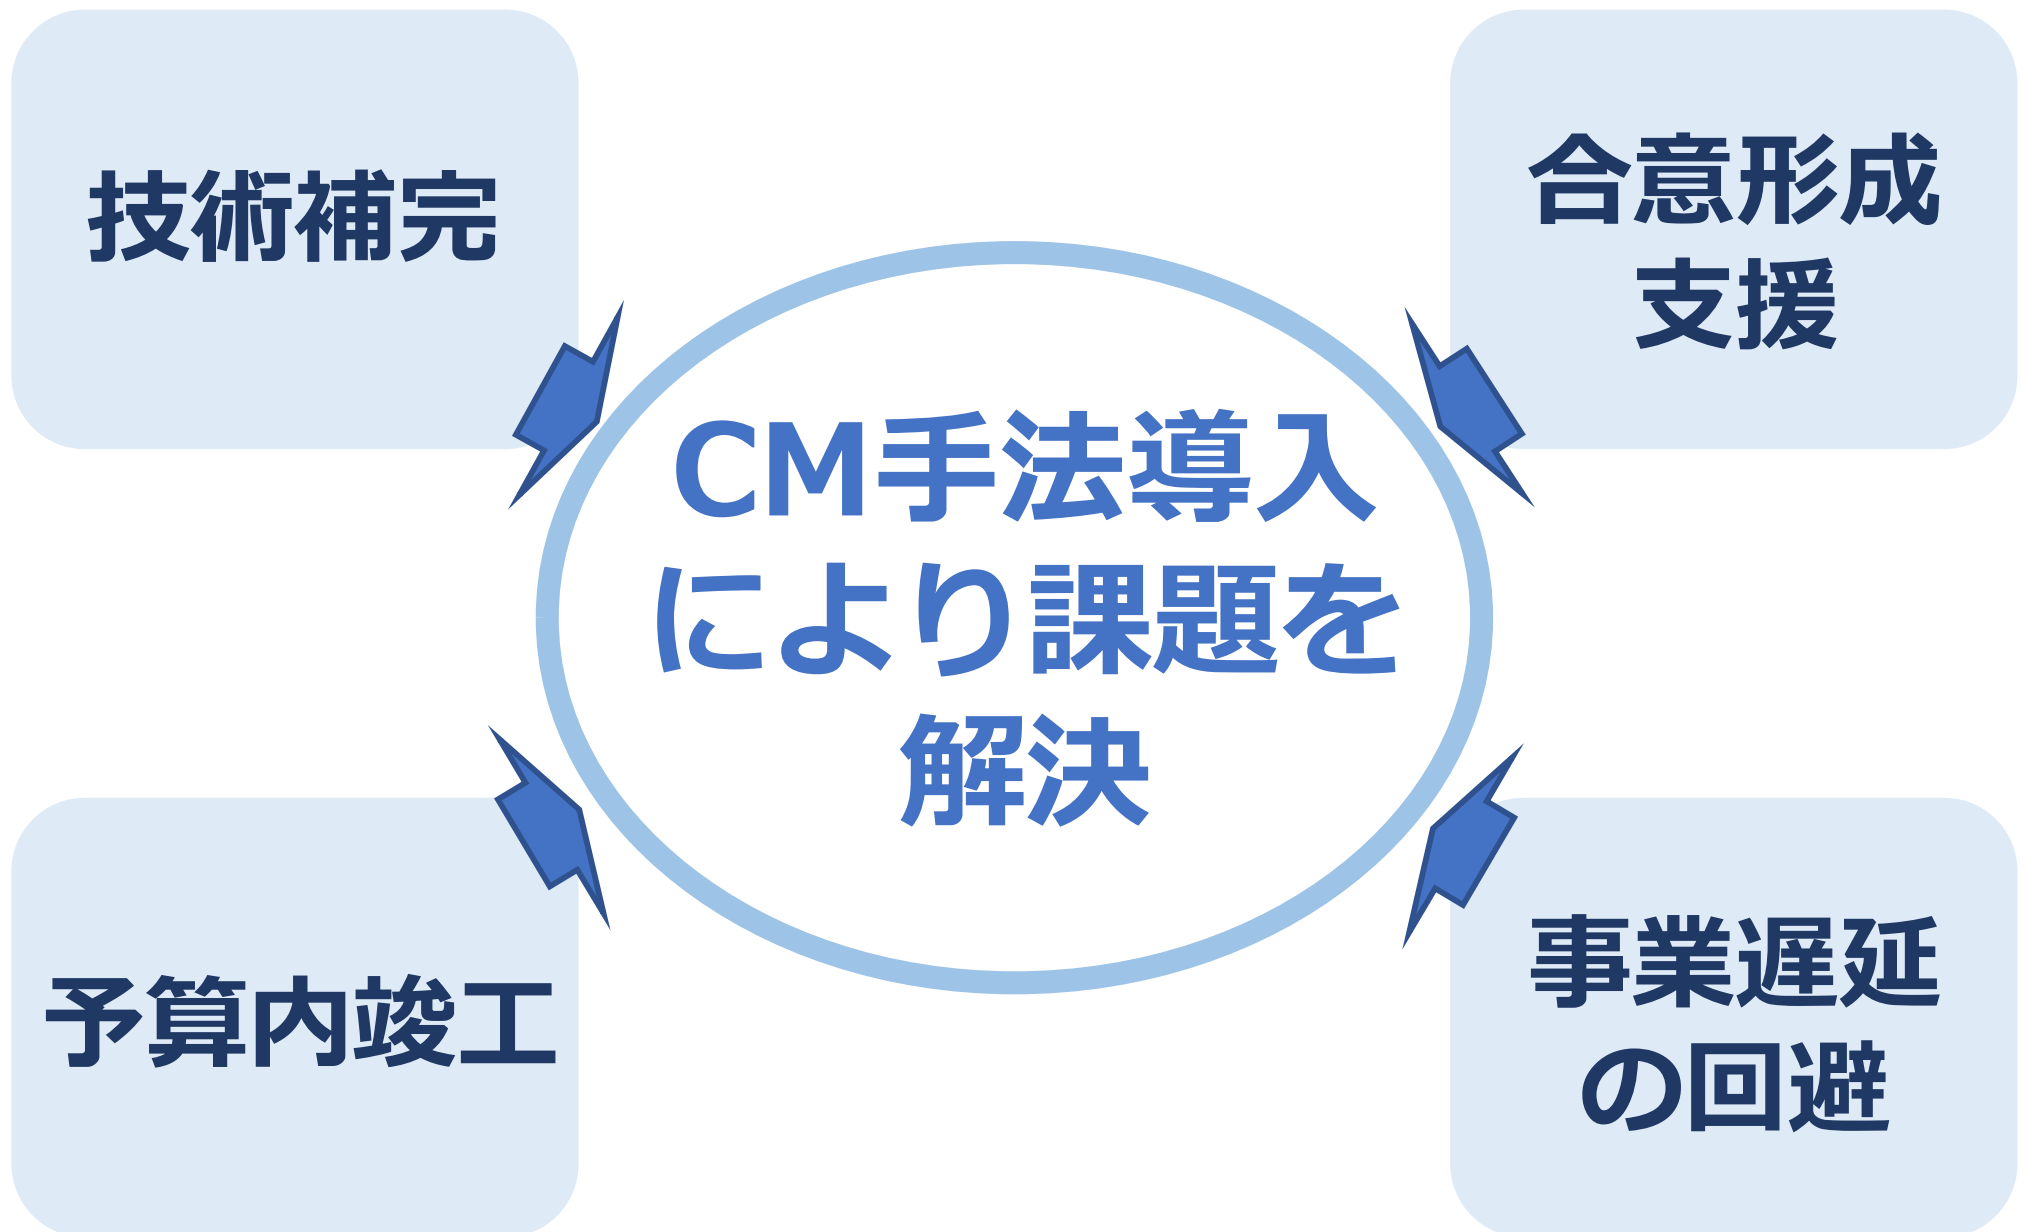 技術補完
合意形成
支援
CM手法導入
により課題を
解決
予算内竣工
事業遅延
の回避